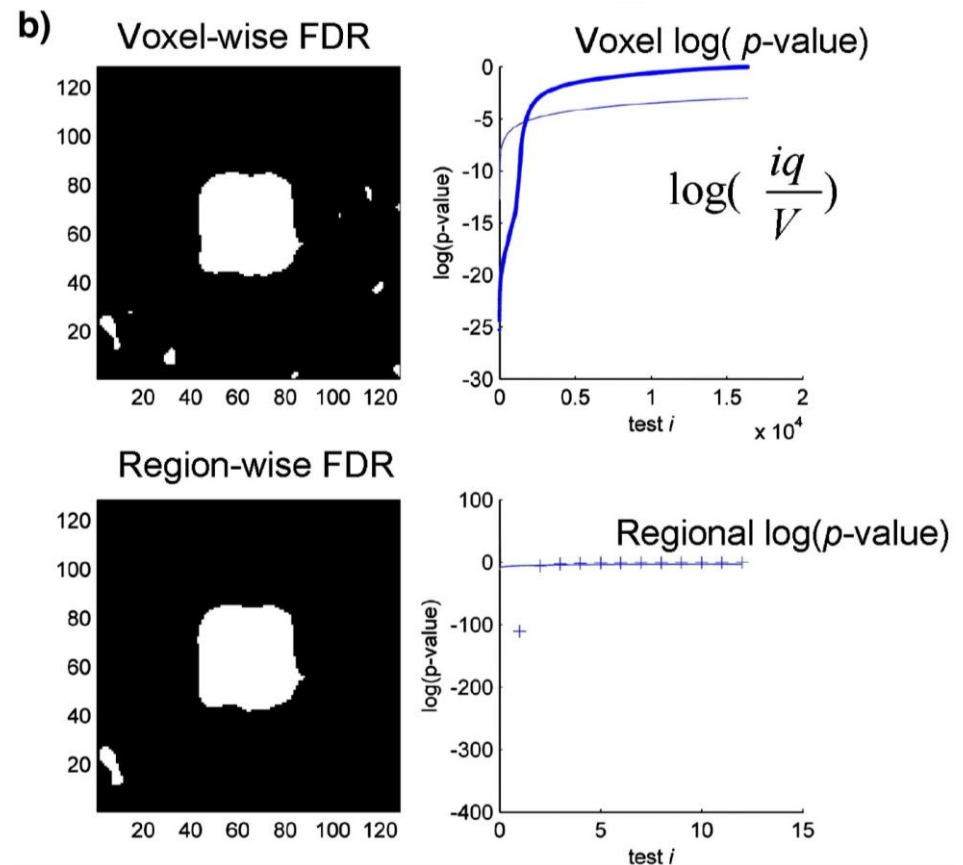 b)
Voxel-wise FDR
120
100
80
60
40
20
20 40 60 80 100 120
Voxel log( p-value)
0
-5
-10
-15
-20
-25
-30
log(p-value)
log( iq/V )
0 0.5 1 1.5 2
test i
x 10^4
Region-wise FDR
120
100
80
60
40
20
20 40 60 80 100 120
Regional log(p-value)
100
0
-100
-200
-300
-400
log(p-value)
0 5 10 15
test i